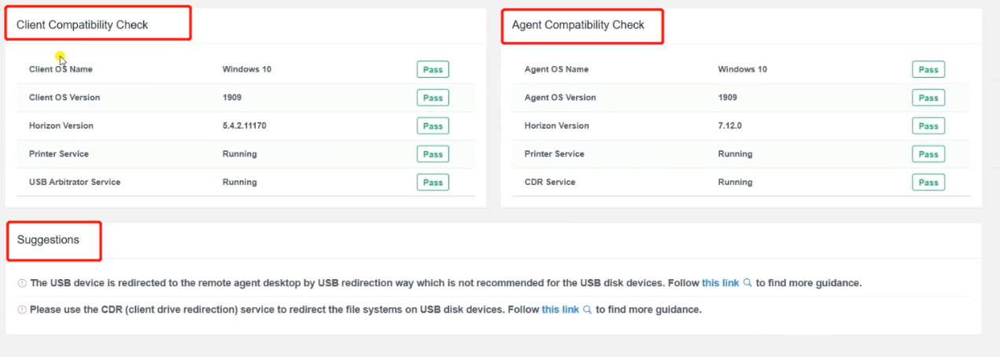 Client Compatibility Check
Client OS Name Windows 10 Pass
Client OS Version 1909 Pass
Horizon Version 5.4.2.11170 Pass
Printer Service Running Pass
USB Arbitrator Service Running Pass
Agent Compatibility Check
Agent OS Name Windows 10 Pass
Agent OS Version 1909 Pass
Horizon Version 7.12.0 Pass
Printer Service Running Pass
CDR Service Running Pass
Suggestions
The USB device is redirected to the remote agent desktop by USB redirection way which is not recommended for the USB disk devices. Follow this link to find more guidance.
Please use the CDR (client drive redirection) service to redirect the file systems on USB disk devices. Follow this link to find more guidance.